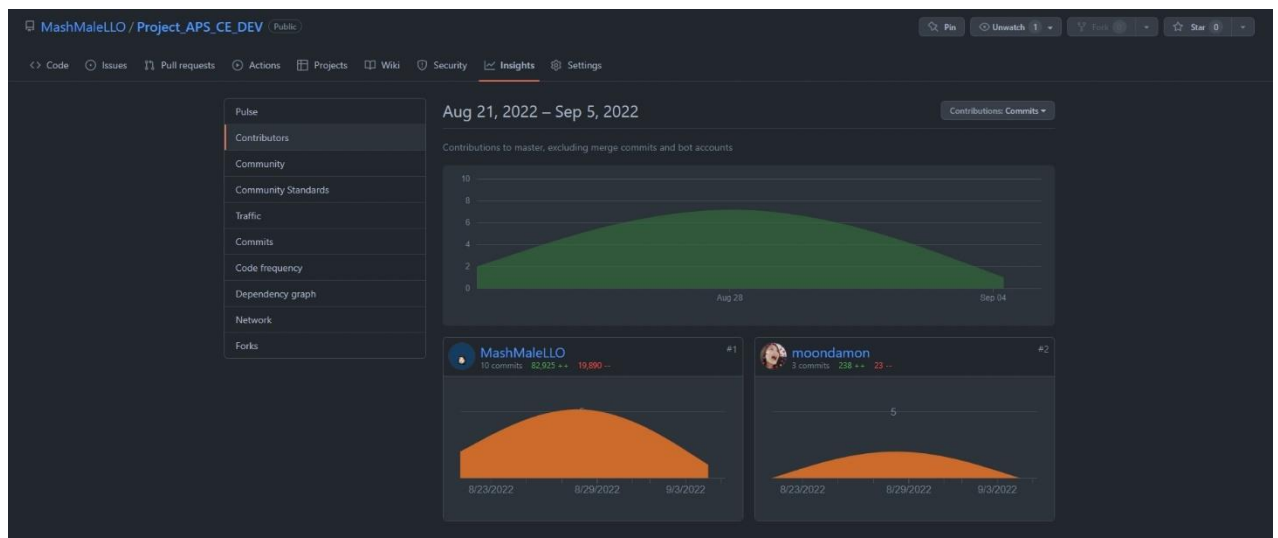 MashMaleLLO / Project_APS_CE_DEV Public
Pin Unwatch 1 Fork 0 Star 0
<> Code Issues Pull requests Actions Projects Wiki Security Insights Settings
Pulse
Contributors
Community
Community Standards
Traffic
Commits
Code frequency
Dependency graph
Network
Forks
Aug 21, 2022 – Sep 5, 2022
Contributions: Commits
Contributions to master, excluding merge commits and bot accounts
10
8
6
4
2
0
Aug 28 Sep 04
MashMaleLLO #1
10 commits 82,925 ++ 19,890 --
8/23/2022 8/29/2022 9/3/2022
moondamon #2
3 commits 238 ++ 23 --
5
8/23/2022 8/29/2022 9/3/2022